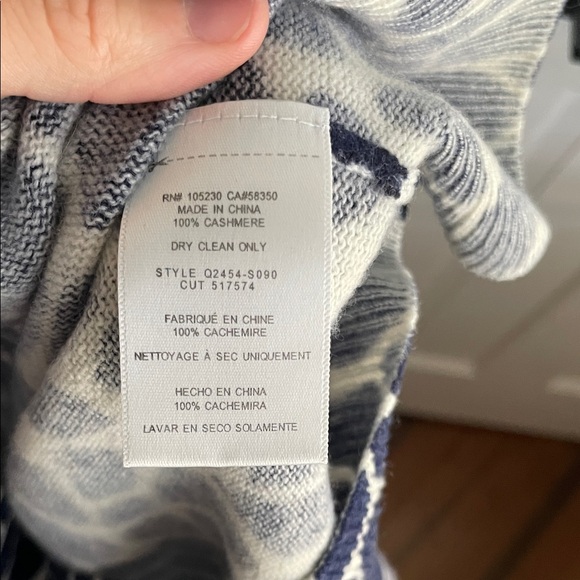 RN# 105230 CA#58350
MADE IN CHINA
100% CASHMERE
DRY CLEAN ONLY
STYLE Q2454-S090
CUT 517574
FABRIQUÉ EN CHINE
100% CACHEMIRE
NETTOYAGE À SEC UNIQUEMENT
HECHO EN CHINA
100% CACHEMIRA
LAVAR EN SECO SOLAMENTE